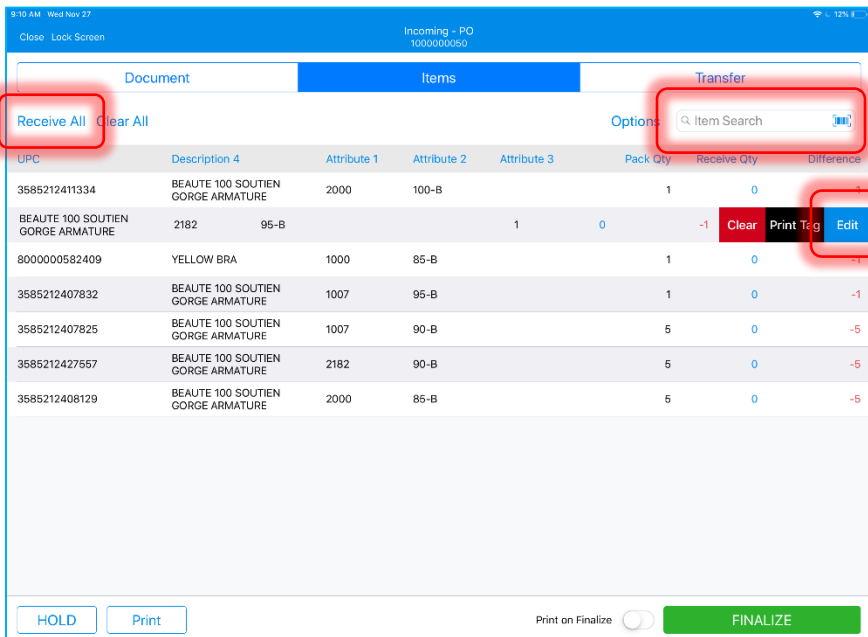 9:10 AM Wed Nov 27 12%
Close Lock Screen Incoming - PO
1000000050
Document Items Transfer
Receive All Clear All Options Item Search
UPC Description 4 Attribute 1 Attribute 2 Attribute 3 Pack Qty Receive Qty Difference
3585212411334 BEAUTE 100 SOUTIEN GORGE ARMATURE 2000 100-B 1 0 -1
BEAUTE 100 SOUTIEN GORGE ARMATURE 2182 95-B 1 0 -1 Clear Print Tag Edit
8000000582409 YELLOW BRA 1000 85-B 1 0 -1
3585212407832 BEAUTE 100 SOUTIEN GORGE ARMATURE 1007 95-B 1 0 -1
3585212407825 BEAUTE 100 SOUTIEN GORGE ARMATURE 1007 90-B 5 0 -5
3585212427557 BEAUTE 100 SOUTIEN GORGE ARMATURE 2182 90-B 5 0 -5
3585212408129 BEAUTE 100 SOUTIEN GORGE ARMATURE 2000 85-B 5 0 -5
HOLD Print Print on Finalize FINALIZE